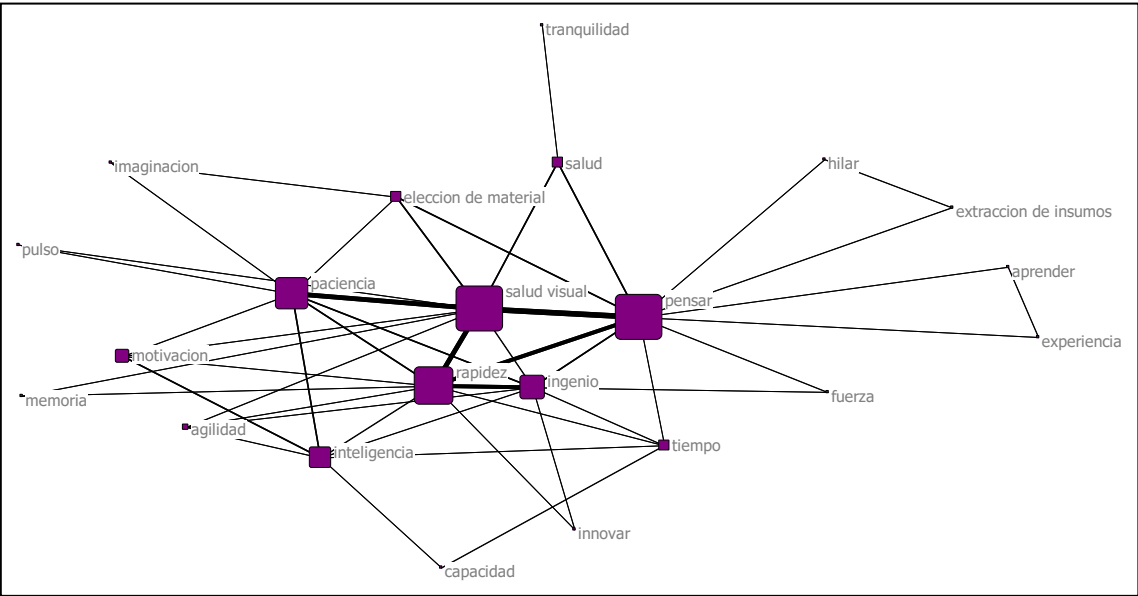 tranquilidad
imaginacion
salud
hilar
eleccion de material
extraccion de insumos
pulso
aprender
paciencia
salud visual
pensar
experiencia
motivacion
rapidez
ingenio
memoria
fuerza
agilidad
inteligencia
tiempo
innovar
capacidad